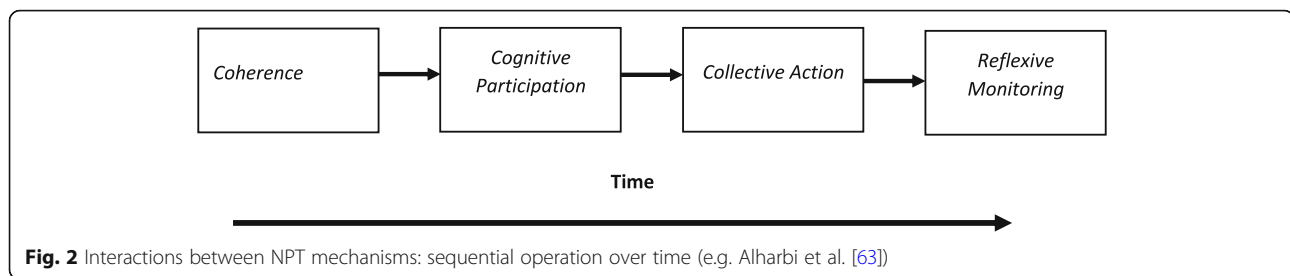 Coherence
Cognitive
Participation
Collective Action
Reflexive
Monitoring
Time
Fig. 2 Interactions between NPT mechanisms: sequential operation over time (e.g. Alharbi et al. [63])